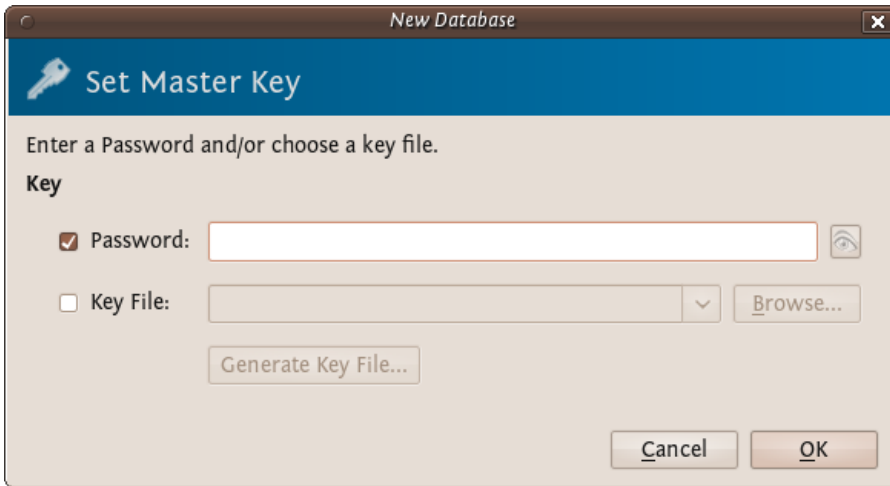 New Database
Set Master Key
Enter a Password and/or choose a key file.
Key
Password:
Key File:
Browse...
Generate Key File...
Cancel
OK